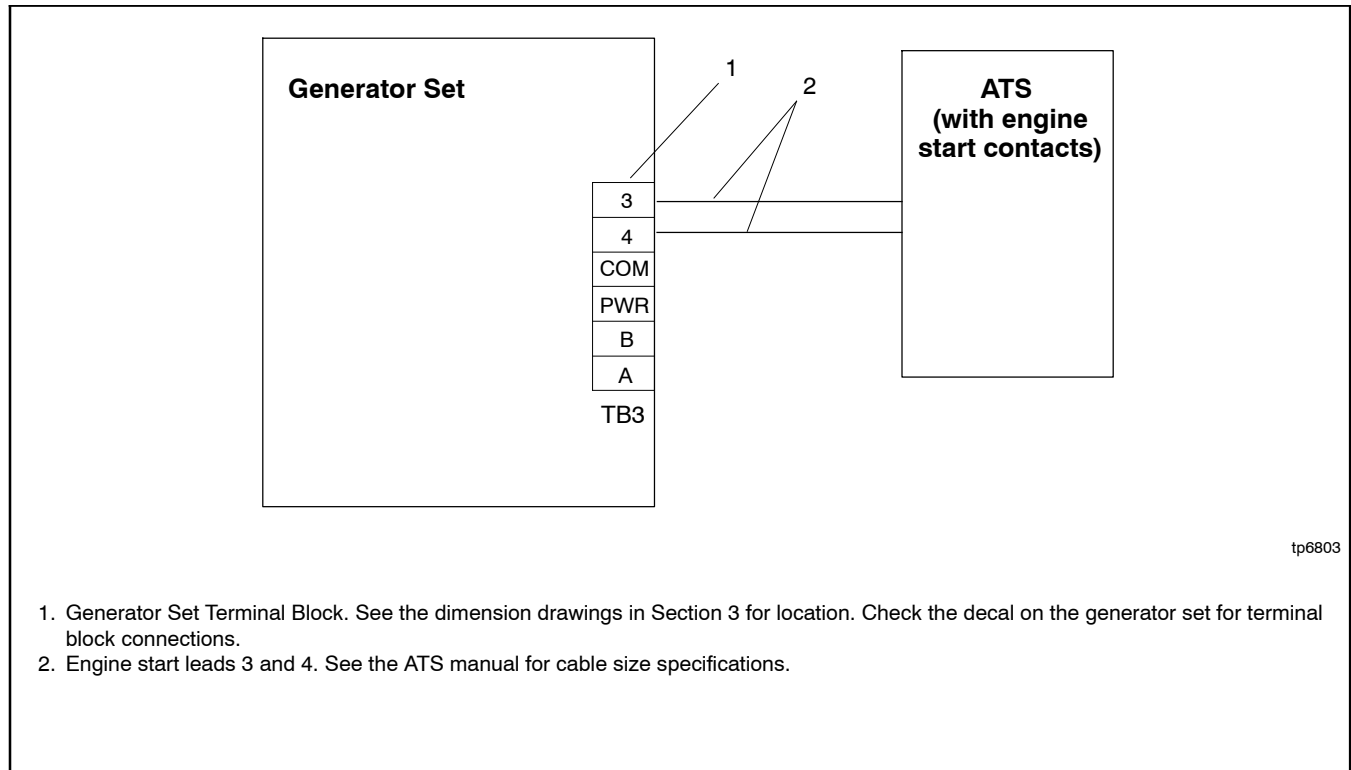 Generator Set
1
2
ATS
(with engine
start contacts)
3
4
COM
PWR
B
A
TB3
tp6803
1. Generator Set Terminal Block. See the dimension drawings in Section 3 for location. Check the decal on the generator set for terminal
block connections.
2. Engine start leads 3 and 4. See the ATS manual for cable size specifications.